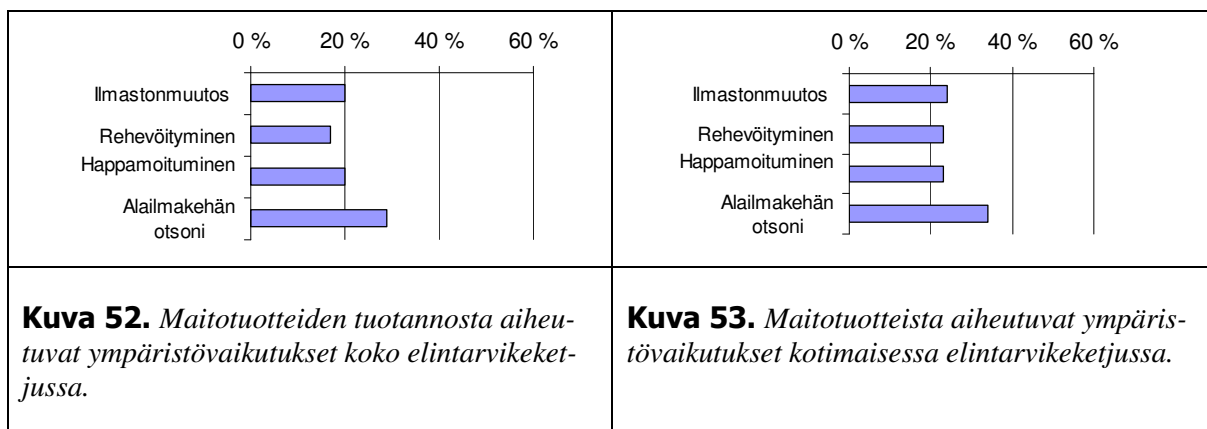 0 % 20 % 40 % 60 %
Ilmastonmuutos
Rehevöityminen
Happamoituminen
Alailmakehän
otsoni
0 % 20 % 40 % 60 %
Ilmastonmuutos
Rehevöityminen
Happamoituminen
Alailmakehän
otsoni
Kuva 52. Maitotuotteiden tuotannosta aiheu-
tuvat ympäristövaikutukset koko elintarvikeket-
jussa.
Kuva 53. Maitotuotteista aiheutuvat ympäris-
tövaikutukset kotimaisessa elintarvikeketjussa.